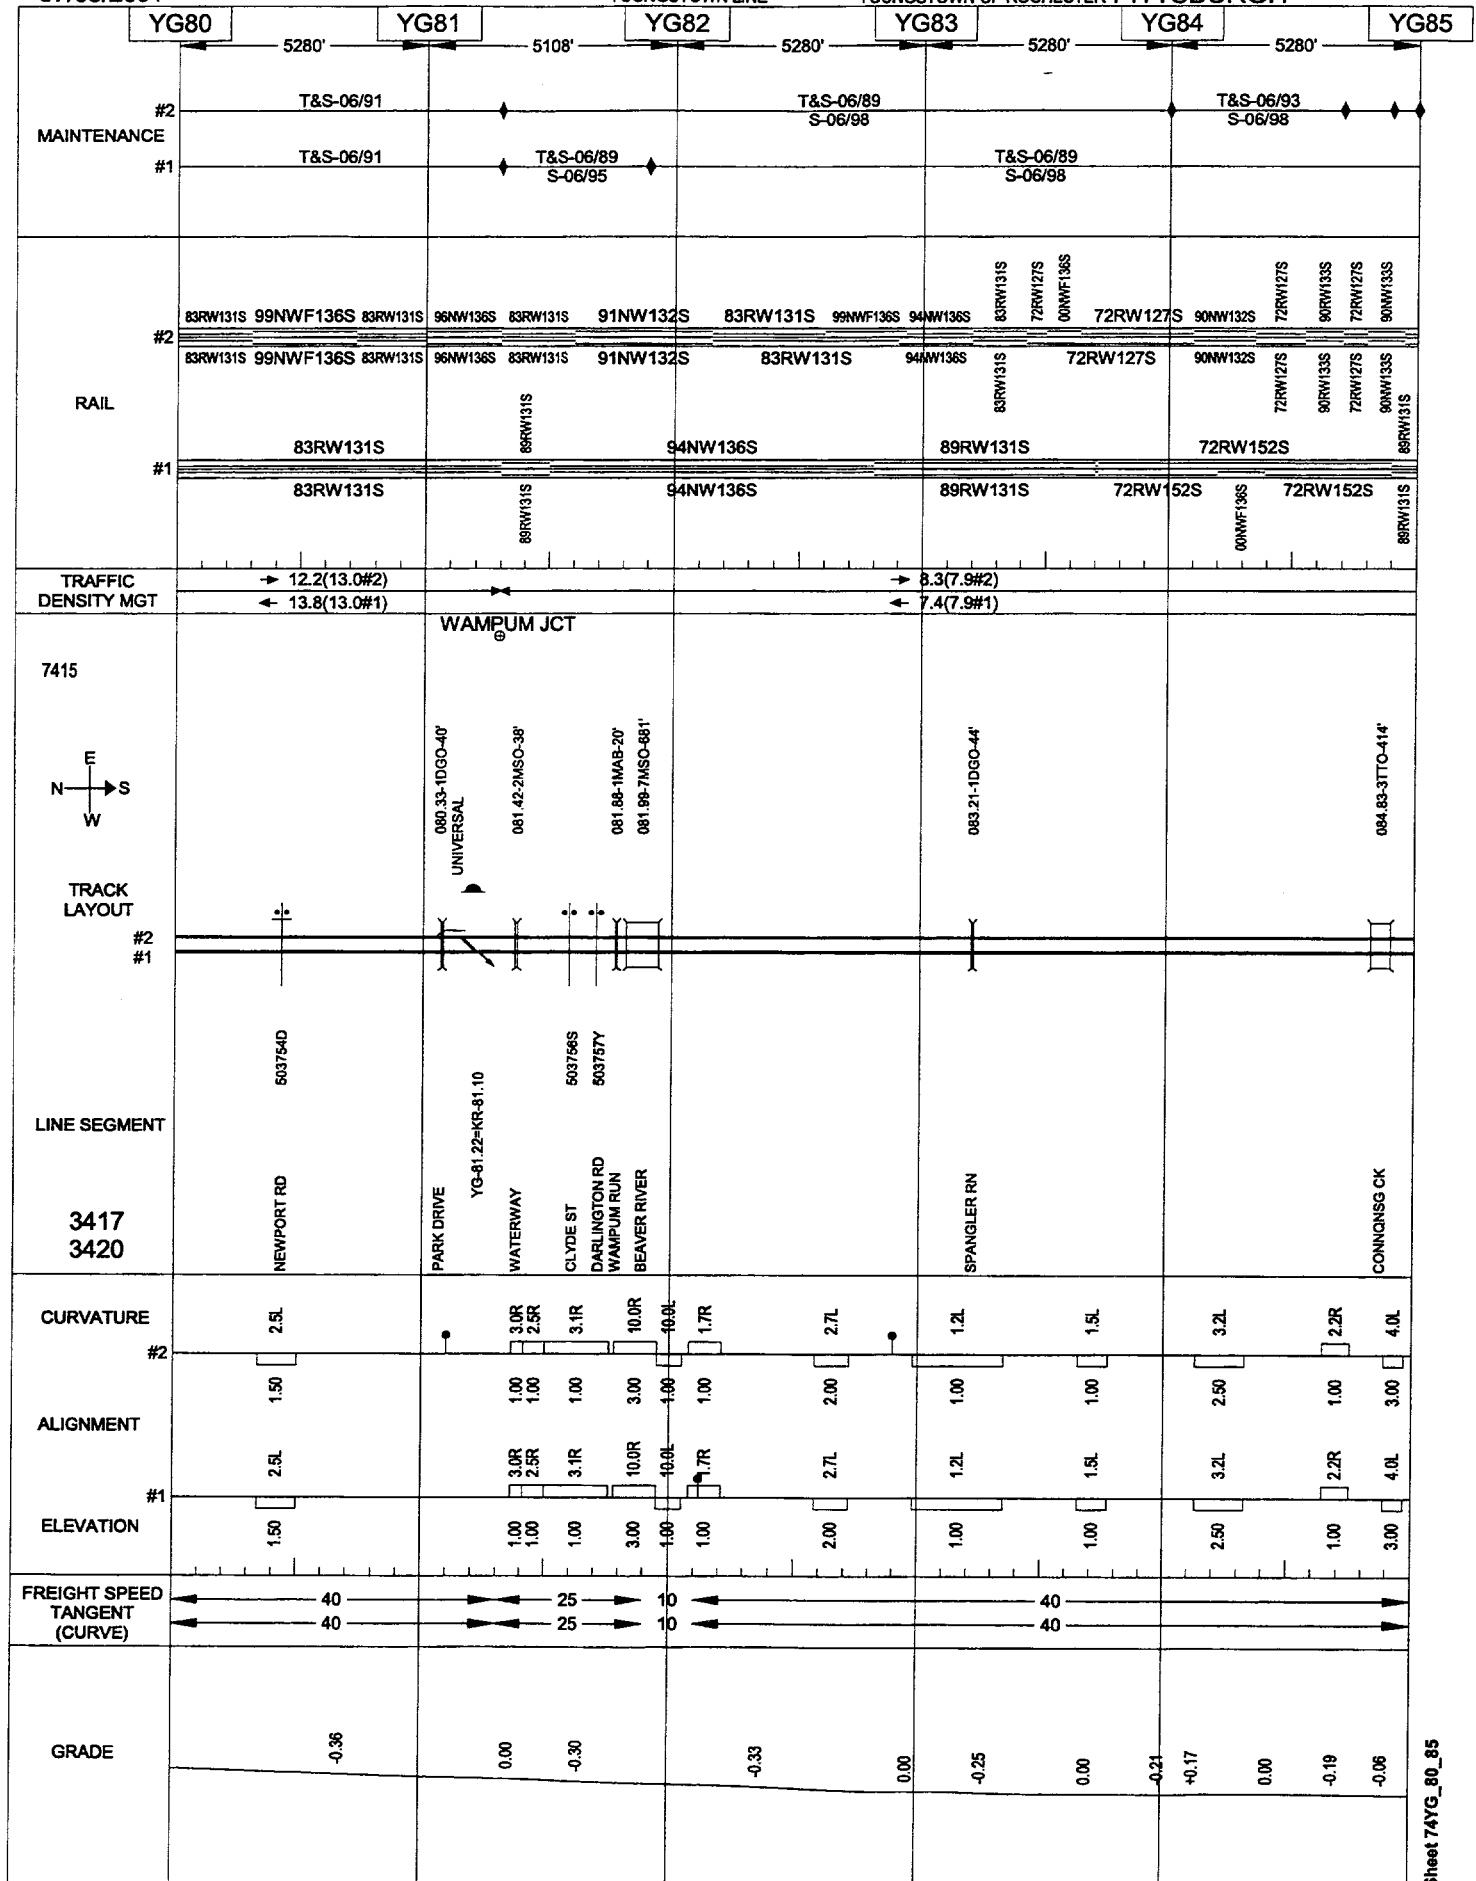 YG80 YG81 YG82 YG83 YG84 YG85
5280' 5108' 5280' 5280' 5280'
MAINTENANCE
#2 T&S-06/91 T&S-06/89 T&S-06/93
S-06/98 S-06/98
#1 T&S-06/91 T&S-06/89 T&S-06/89
S-06/95 S-06/98
RAIL
83RW131S 99NWF136S 83RW131S 96NW136S 83RW131S 91NW132S 83RW131S 99NWF136S 94NW136S 83RW131S 72RW127S 00NWF136S 72RW127S 90NW132S 72RW127S 90RW133S 72RW127S 90NW133S
#2
83RW131S 99NWF136S 83RW131S 96NW136S 83RW131S 91NW132S 83RW131S 94NW136S 83RW131S 72RW127S 90NW132S 72RW127S 90RW133S 72RW127S 90NW133S
83RW131S 89RW131S 94NW136S 89RW131S 72RW152S 89RW131S
#1
83RW131S 89RW131S 94NW136S 89RW131S 72RW152S 00NWF136S 72RW152S 89RW131S
TRAFFIC
DENSITY MGT
12.2(13.0#2) 8.3(7.9#2)
13.8(13.0#1) 7.4(7.9#1)
WAMPUM JCT
7415
E
N S
W
080.33-1DGO-40'
UNIVERSAL
081.42-2MSO-38'
081.88-1MAB-20'
081.99-7MSO-681'
083.21-1DGO-44'
084.83-3TTO-414'
TRACK
LAYOUT
#2
#1
503754D
503756S
503757Y
LINE SEGMENT
3417
3420
NEWPORT RD
PARK DRIVE
YG-81.22=KR-81.10
WATERWAY
CLYDE ST
DARLINGTON RD
WAMPUM RUN
BEAVER RIVER
SPANGLER RN
CONNQNSG CK
CURVATURE
2.5L 3.0R 2.5R 3.1R 10.0R 10.0L 1.7R 2.7L 1.2L 1.5L 3.2L 2.2R 4.0L
#2
1.50 1.00 1.00 1.00 3.00 1.00 1.00 2.00 1.00 1.00 2.50 1.00 3.00
ALIGNMENT
2.5L 3.0R 2.5R 3.1R 10.0R 10.0L 1.7R 2.7L 1.2L 1.5L 3.2L 2.2R 4.0L
#1
ELEVATION
1.50 1.00 1.00 1.00 3.00 1.00 1.00 2.00 1.00 1.00 2.50 1.00 3.00
FREIGHT SPEED
TANGENT
(CURVE)
40 25 10 40
40 25 10 40
GRADE
-0.36 0.00 -0.30 -0.33 0.00 -0.25 0.00 -0.21 +0.17 0.00 -0.19 -0.06
Sheet 74YG_80_85